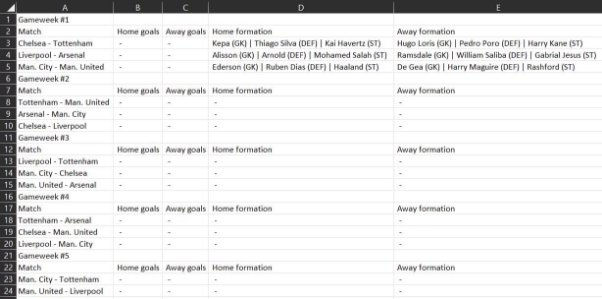 A B C D E
1 Gameweek #1
2 Match Home goals Away goals Home formation Away formation
3 Chelsea - Tottenham - - Kepa (GK) | Thiago Silva (DEF) | Kai Havertz (ST) Hugo Loris (GK) | Pedro Poro (DEF) | Harry Kane (ST)
4 Liverpool - Arsenal - - Alisson (GK) | Arnold (DEF) | Mohamed Salah (ST) Ramsdale (GK) | William Saliba (DEF) | Gabrial Jesus (ST)
5 Man. City - Man. United - - Ederson (GK) | Ruben Dias (DEF) | Haaland (ST) De Gea (GK) | Harry Maguire (DEF) | Rashford (ST)
6 Gameweek #2
7 Match Home goals Away goals Home formation Away formation
8 Tottenham - Man. United - - - -
9 Arsenal - Man. City - - - -
10 Chelsea - Liverpool - - - -
11 Gameweek #3
12 Match Home goals Away goals Home formation Away formation
13 Liverpool - Tottenham - - - -
14 Man. City - Chelsea - - - -
15 Man. United - Arsenal - - - -
16 Gameweek #4
17 Match Home goals Away goals Home formation Away formation
18 Tottenham - Arsenal - - - -
19 Chelsea - Man. United - - - -
20 Liverpool - Man. City - - - -
21 Gameweek #5
22 Match Home goals Away goals Home formation Away formation
23 Man. City - Tottenham - - - -
24 Man. United - Liverpool - - - -